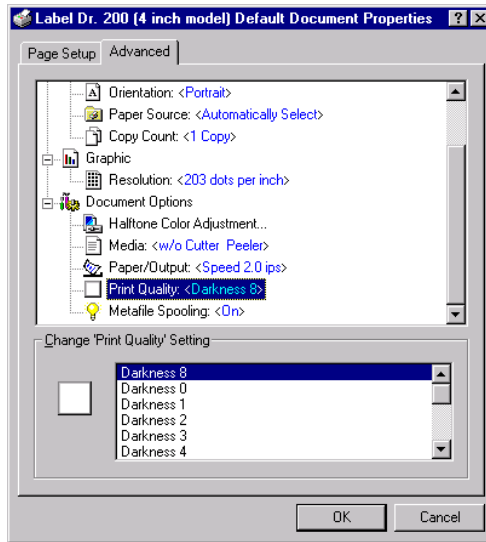 Label Dr. 200 (4 inch model) Default Document Properties
Page Setup Advanced
Orientation: <Portrait>
Paper Source: <Automatically Select>
Copy Count: <1 Copy>
Graphic
Resolution: <203 dots per inch>
Document Options
Halftone Color Adjustment...
Media: <w/o Cutter Peeler>
Paper/Output: <Speed 2.0 ips>
Print Quality: <Darkness 8>
Metafile Spooling: <On>
Change 'Print Quality' Setting
Darkness 8
Darkness 0
Darkness 1
Darkness 2
Darkness 3
Darkness 4
OK Cancel